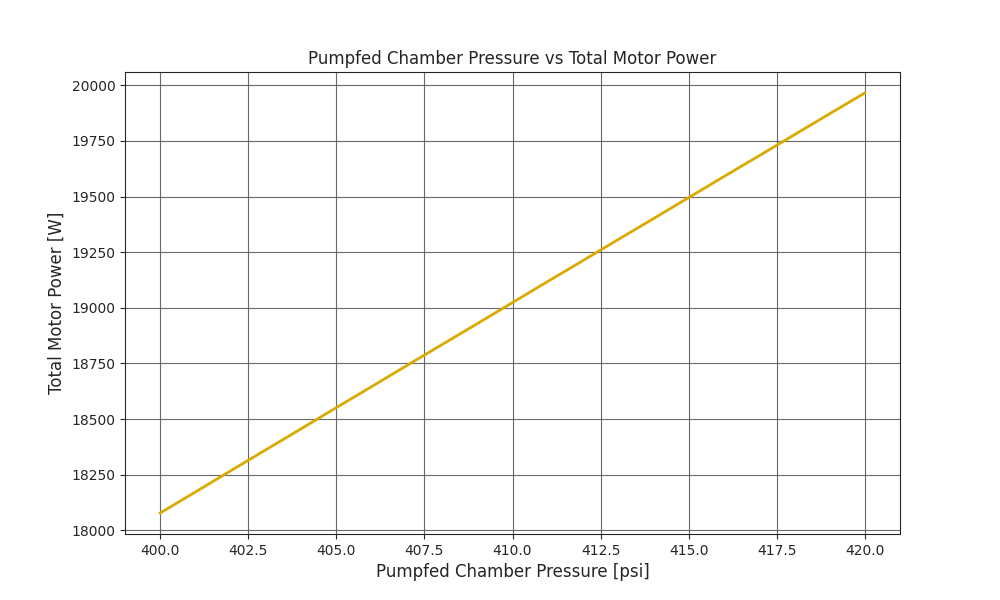 Pumpfed Chamber Pressure vs Total Motor Power
Total Motor Power [W]
20000
19750
19500
19250
19000
18750
18500
18250
18000
400.0 402.5 405.0 407.5 410.0 412.5 415.0 417.5 420.0
Pumpfed Chamber Pressure [psi]